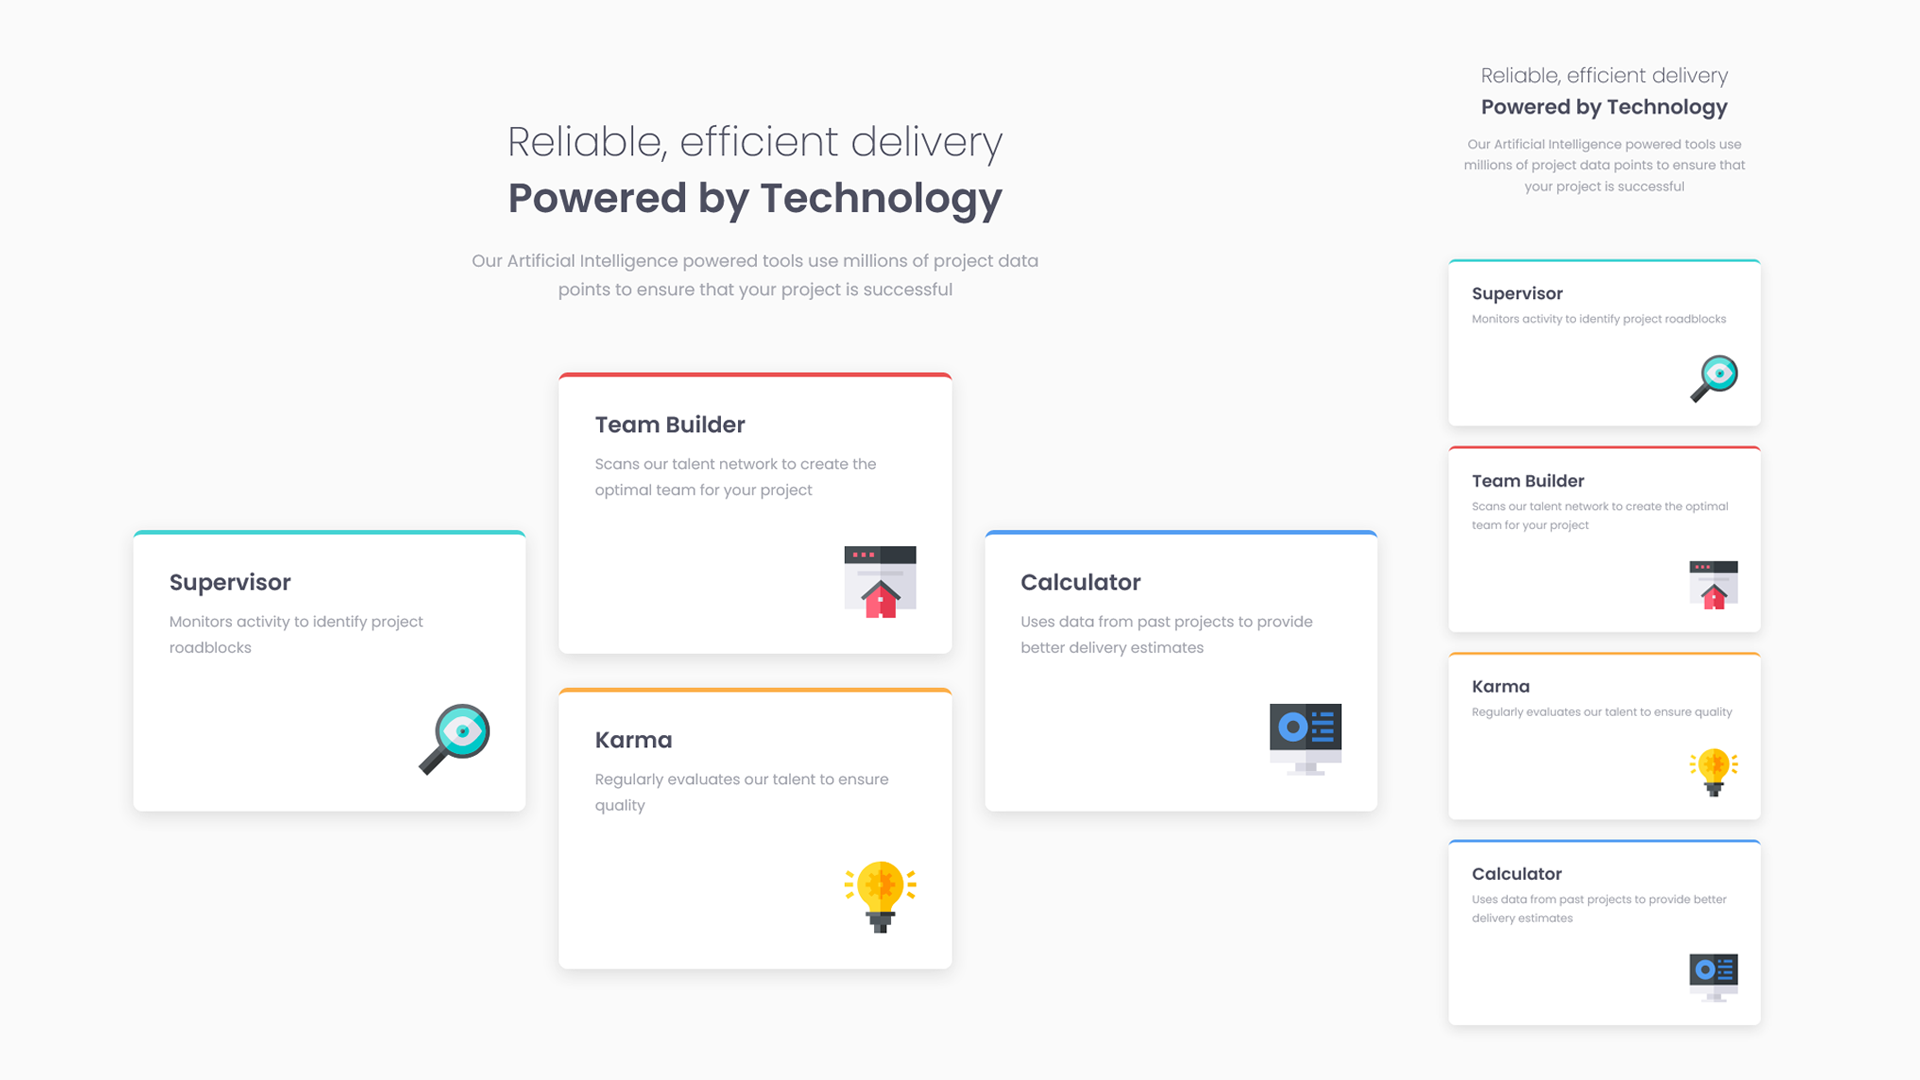 Reliable, efficient delivery
Powered by Technology
Our Artificial Intelligence powered tools use millions of project data
points to ensure that your project is successful
Supervisor
Monitors activity to identify project
roadblocks
Team Builder
Scans our talent network to create the
optimal team for your project
Karma
Regularly evaluates our talent to ensure
quality
Calculator
Uses data from past projects to provide
better delivery estimates
Reliable, efficient delivery
Powered by Technology
Our Artificial Intelligence powered tools use
millions of project data points to ensure that
your project is successful
Supervisor
Monitors activity to identify project roadblocks
Team Builder
Scans our talent network to create the optimal
team for your project
Karma
Regularly evaluates our talent to ensure quality
Calculator
Uses data from past projects to provide better
delivery estimates